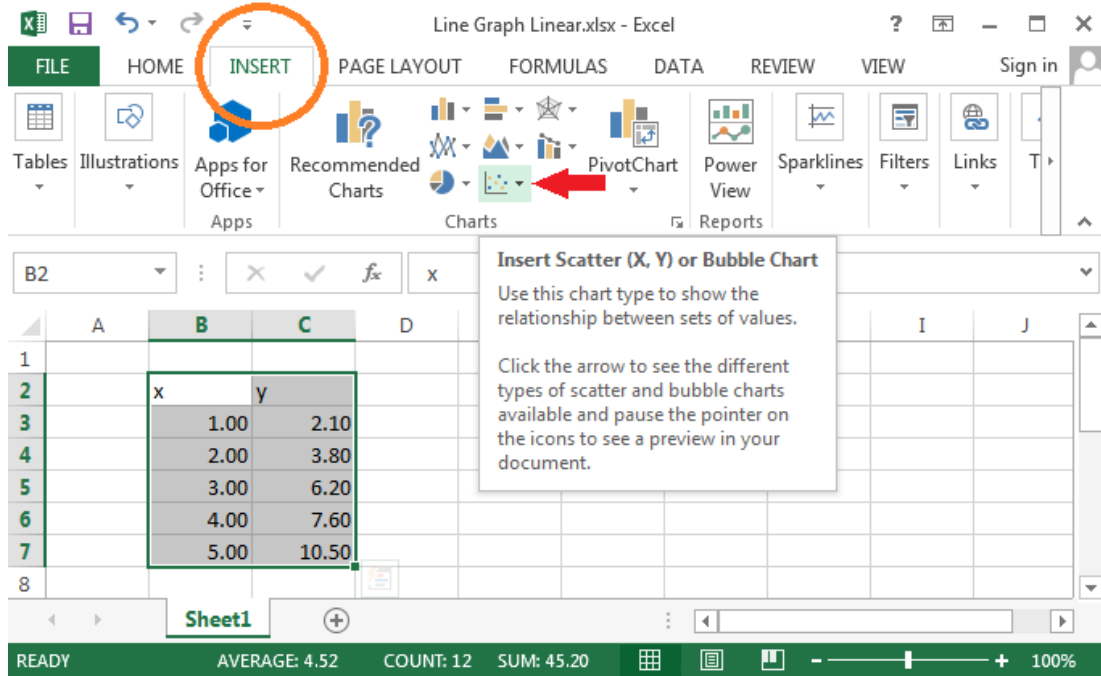 Line Graph Linear.xlsx - Excel
?
FILE HOME INSERT PAGE LAYOUT FORMULAS DATA REVIEW VIEW Sign in
Tables
Illustrations
Apps for
Office
Recommended
Charts
PivotChart
Power
View
Sparklines
Filters
Links
T
Apps
Charts
Reports
B2
fx
x
Insert Scatter (X, Y) or Bubble Chart
Use this chart type to show the
relationship between sets of values.
Click the arrow to see the different
types of scatter and bubble charts
available and pause the pointer on
the icons to see a preview in your
document.
A B C D I J
1
2 x y
3 1.00 2.10
4 2.00 3.80
5 3.00 6.20
6 4.00 7.60
7 5.00 10.50
8
Sheet1
READY AVERAGE: 4.52 COUNT: 12 SUM: 45.20 100%